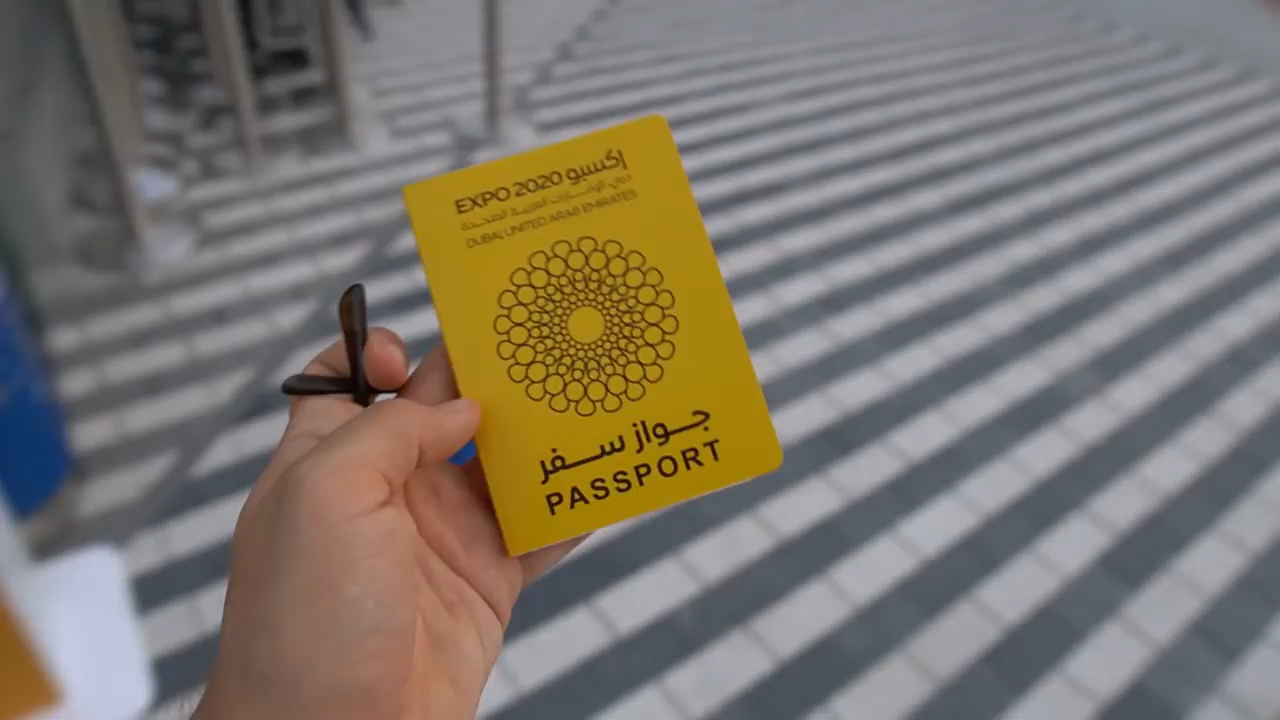 EXPO 2020 إكسبو
دبي، الإمارات العربية المتحدة
DUBAI, UNITED ARAB EMIRATES
جواز سفر
PASSPORT